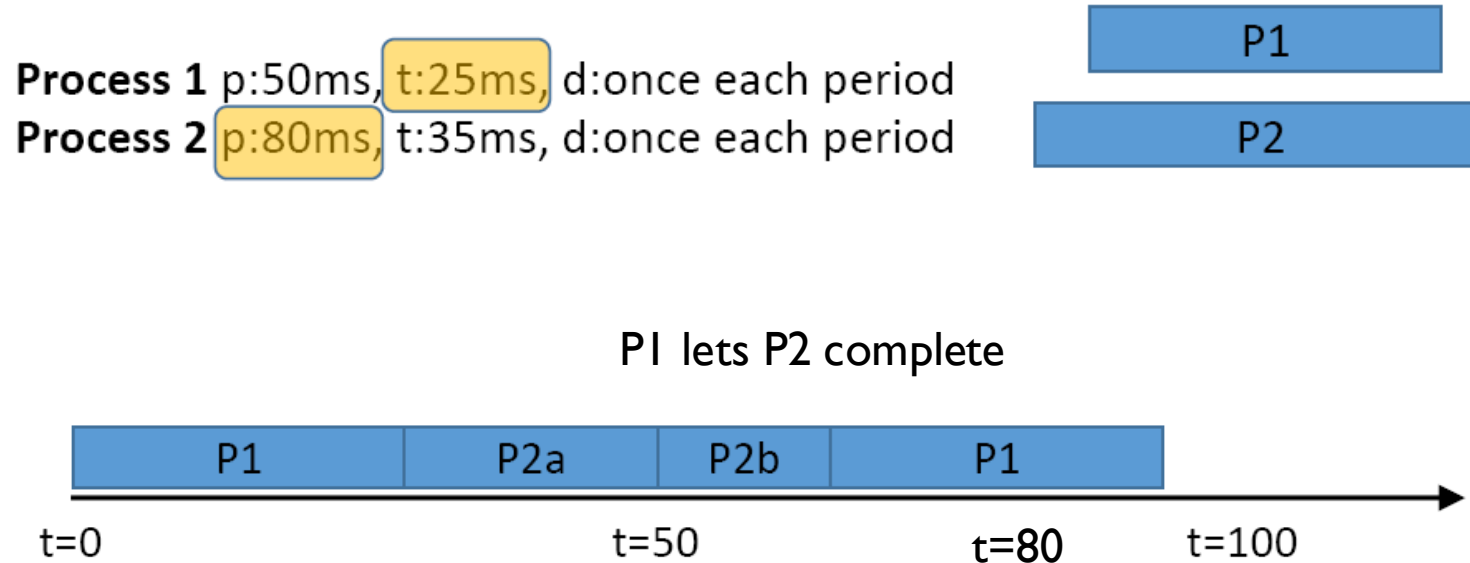 P1
Process 1 p:50ms, t:25ms, d:once each period
Process 2 p:80ms, t:35ms, d:once each period
P2
P1 lets P2 complete
P1 P2a P2b P1
t=0 t=50 t=80 t=100